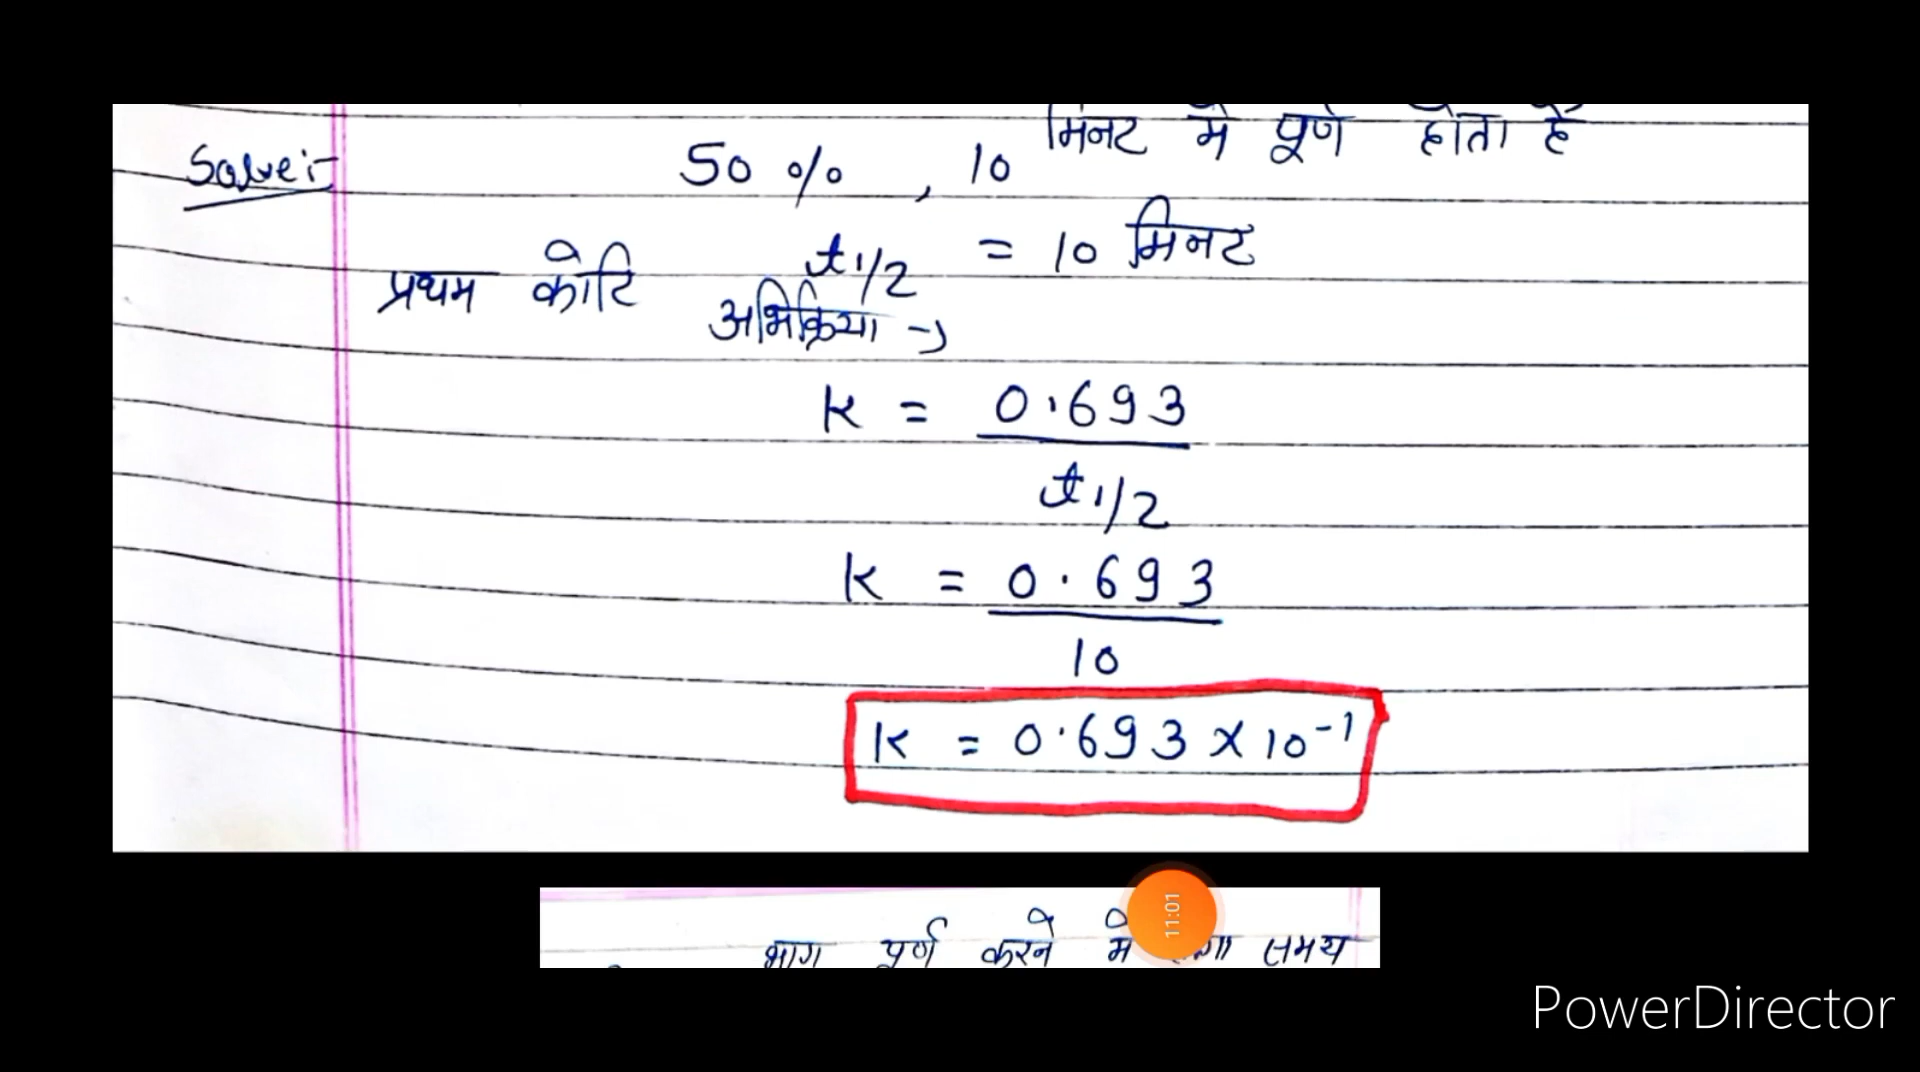 मिनट मे पूर्ण होता हैं
Solve:-
50 % , 10
t1/2 = 10 मिनट
प्रथम कोटि अभिक्रिया →
K = 0.693
t1/2
K = 0.693
10
K = 0.693 x 10-1
11:01
भाग पूर्ण करने मे समय
PowerDirector